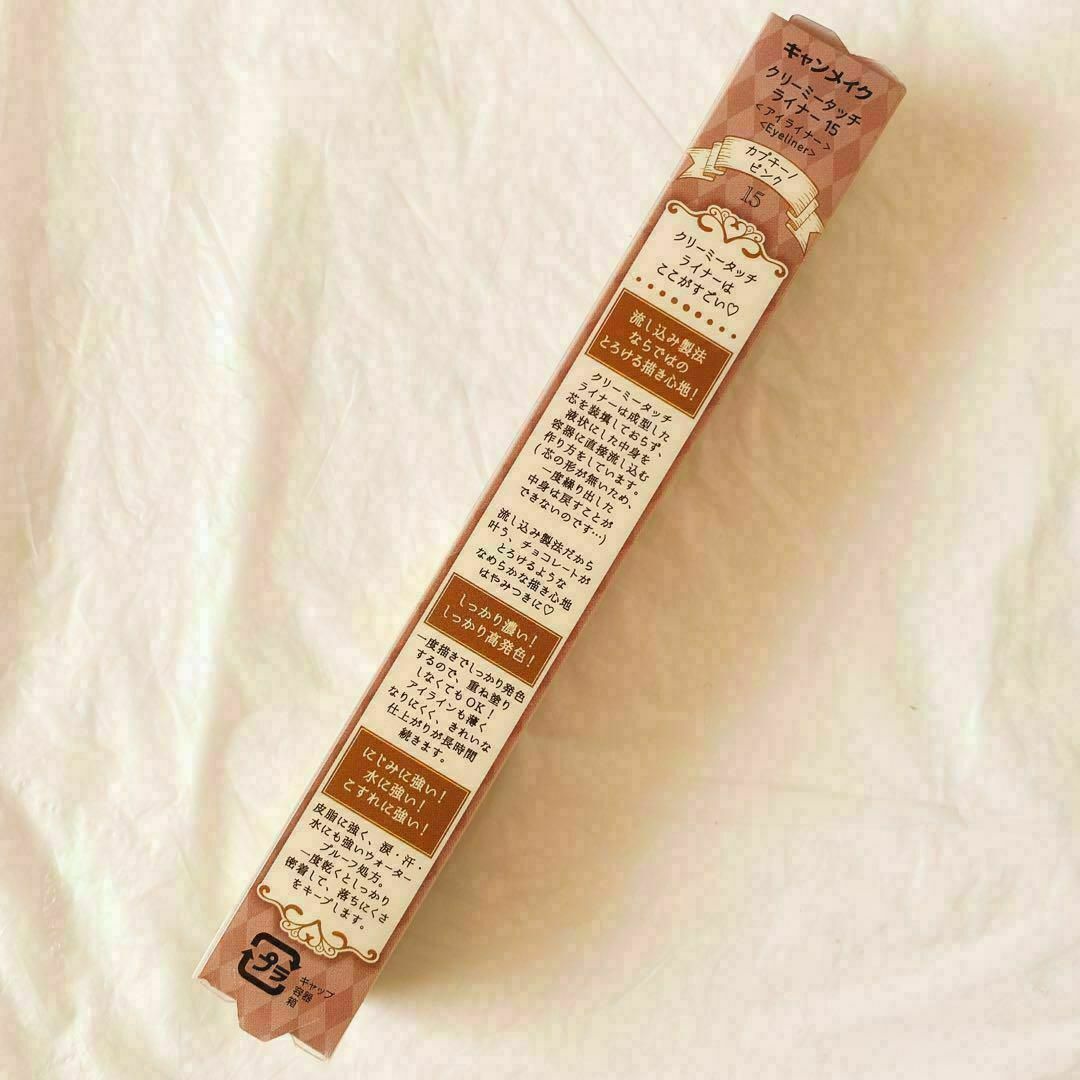 キャンメイク
クリーミータッチ
ライナー 15
<アイライナー>
<Eyeliner>
カプチーノ
ピンク
15
クリーミータッチ
ライナーは
ここがすごい♡
流し込み製法
ならではの
とろける描き心地!
クリーミータッチ
ライナーは成型した
芯を装填しておらず、
液状にした中身を
容器に直接流し込む
作り方をしています。
(芯の形が無いため、
一度繰り出した
中身は戻すことが
できないのです…)
流し込み製法だから
叶う、チョコレートが
とろけるような
なめらかな描き心地
はやみつきに♡
しっかり濃い!
しっかり高発色!
一度描きでしっかり発色
するので、重ね塗り
しなくてもOK!
アイラインも薄く
なりにくく、きれいな
仕上がりが長時間
続きます。
にじみに強い!
水に強い!
こすれに強い!
皮脂に強く、涙・汗・
水にも強いウォーター
プルーフ処方。
一度乾くとしっかり
密着して、落ちにくさ
をキープします。
プラ
キャップ
容器
箱